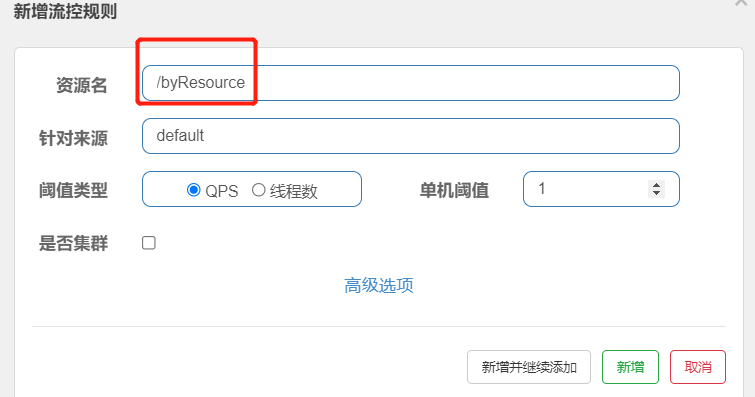 新增流控规则
资源名 /byResource
针对来源 default
阈值类型 QPS 线程数 单机阈值 1
是否集群
高级选项
新增并继续添加 新增 取消